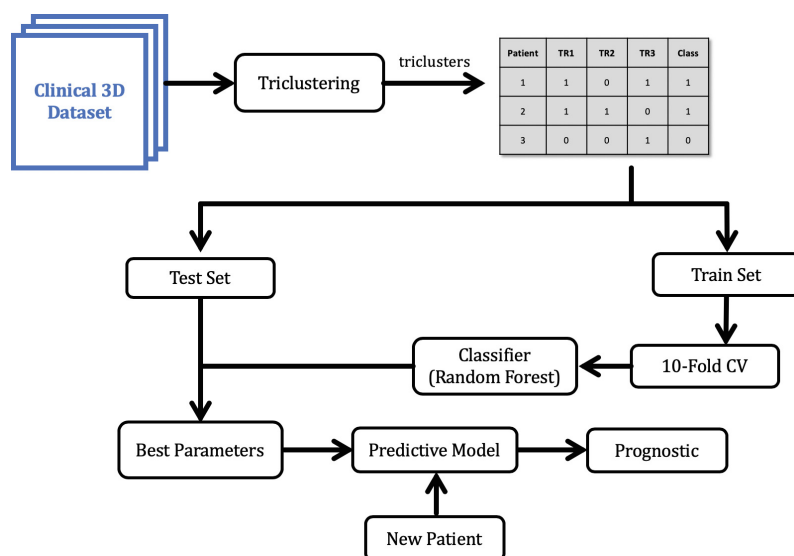 Clinical 3D
Dataset
Triclustering
triclusters
Patient TR1 TR2 TR3 Class
1 1 0 1 1
2 1 1 0 1
3 0 0 1 0
Test Set
Train Set
Classifier
(Random Forest)
10-Fold CV
Best Parameters
Predictive Model
Prognostic
New Patient